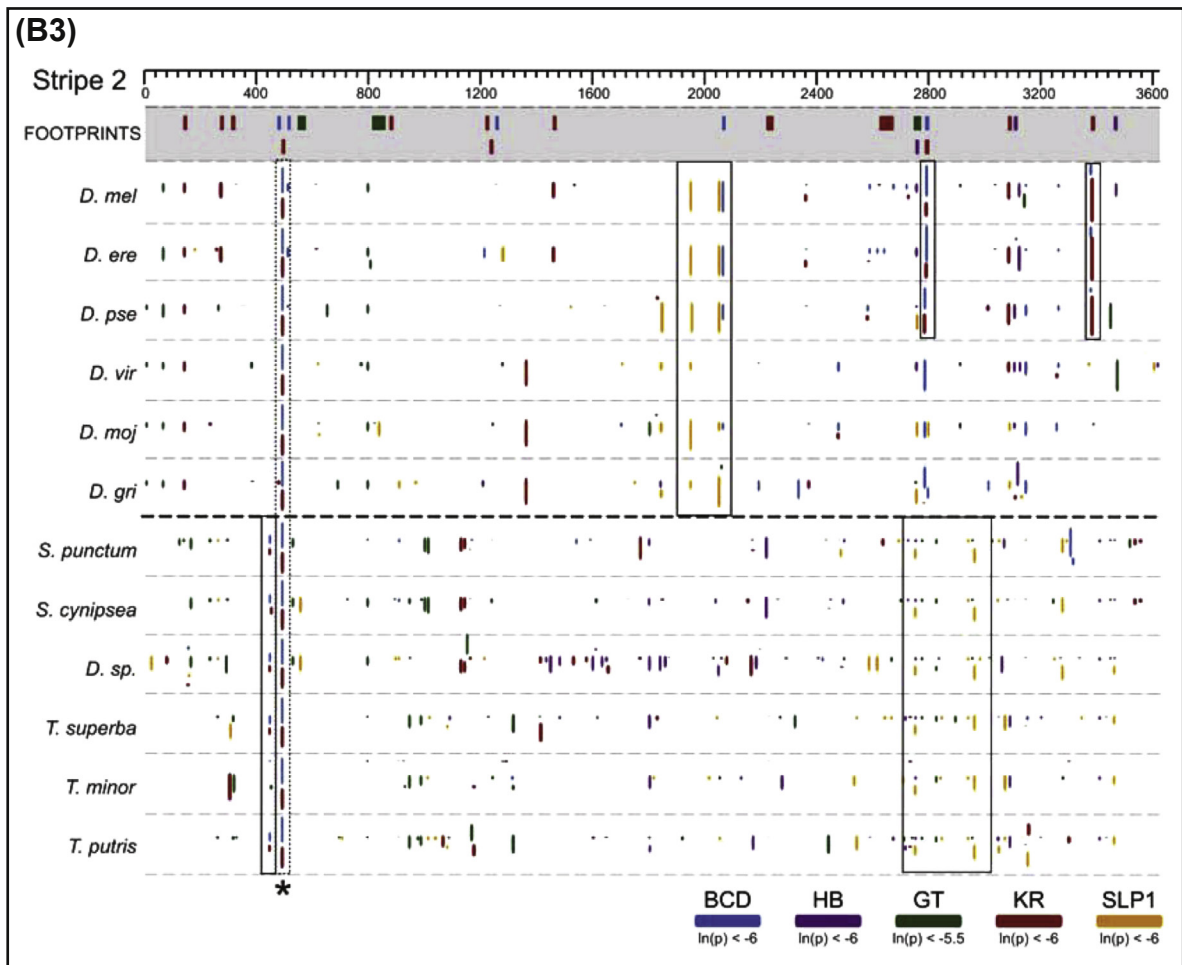 (B3)
Stripe 2
0 400 800 1200 1600 2000 2400 2800 3200 3600
FOOTPRINTS
D. mel
D. ere
D. pse
D. vir
D. moj
D. gri
S. punctum
S. cynipsea
D. sp.
T. superba
T. minor
T. putris
*
BCD HB GT KR SLP1
ln(p) < -6 ln(p) < -6 ln(p) < -5.5 ln(p) < -6 ln(p) < -6